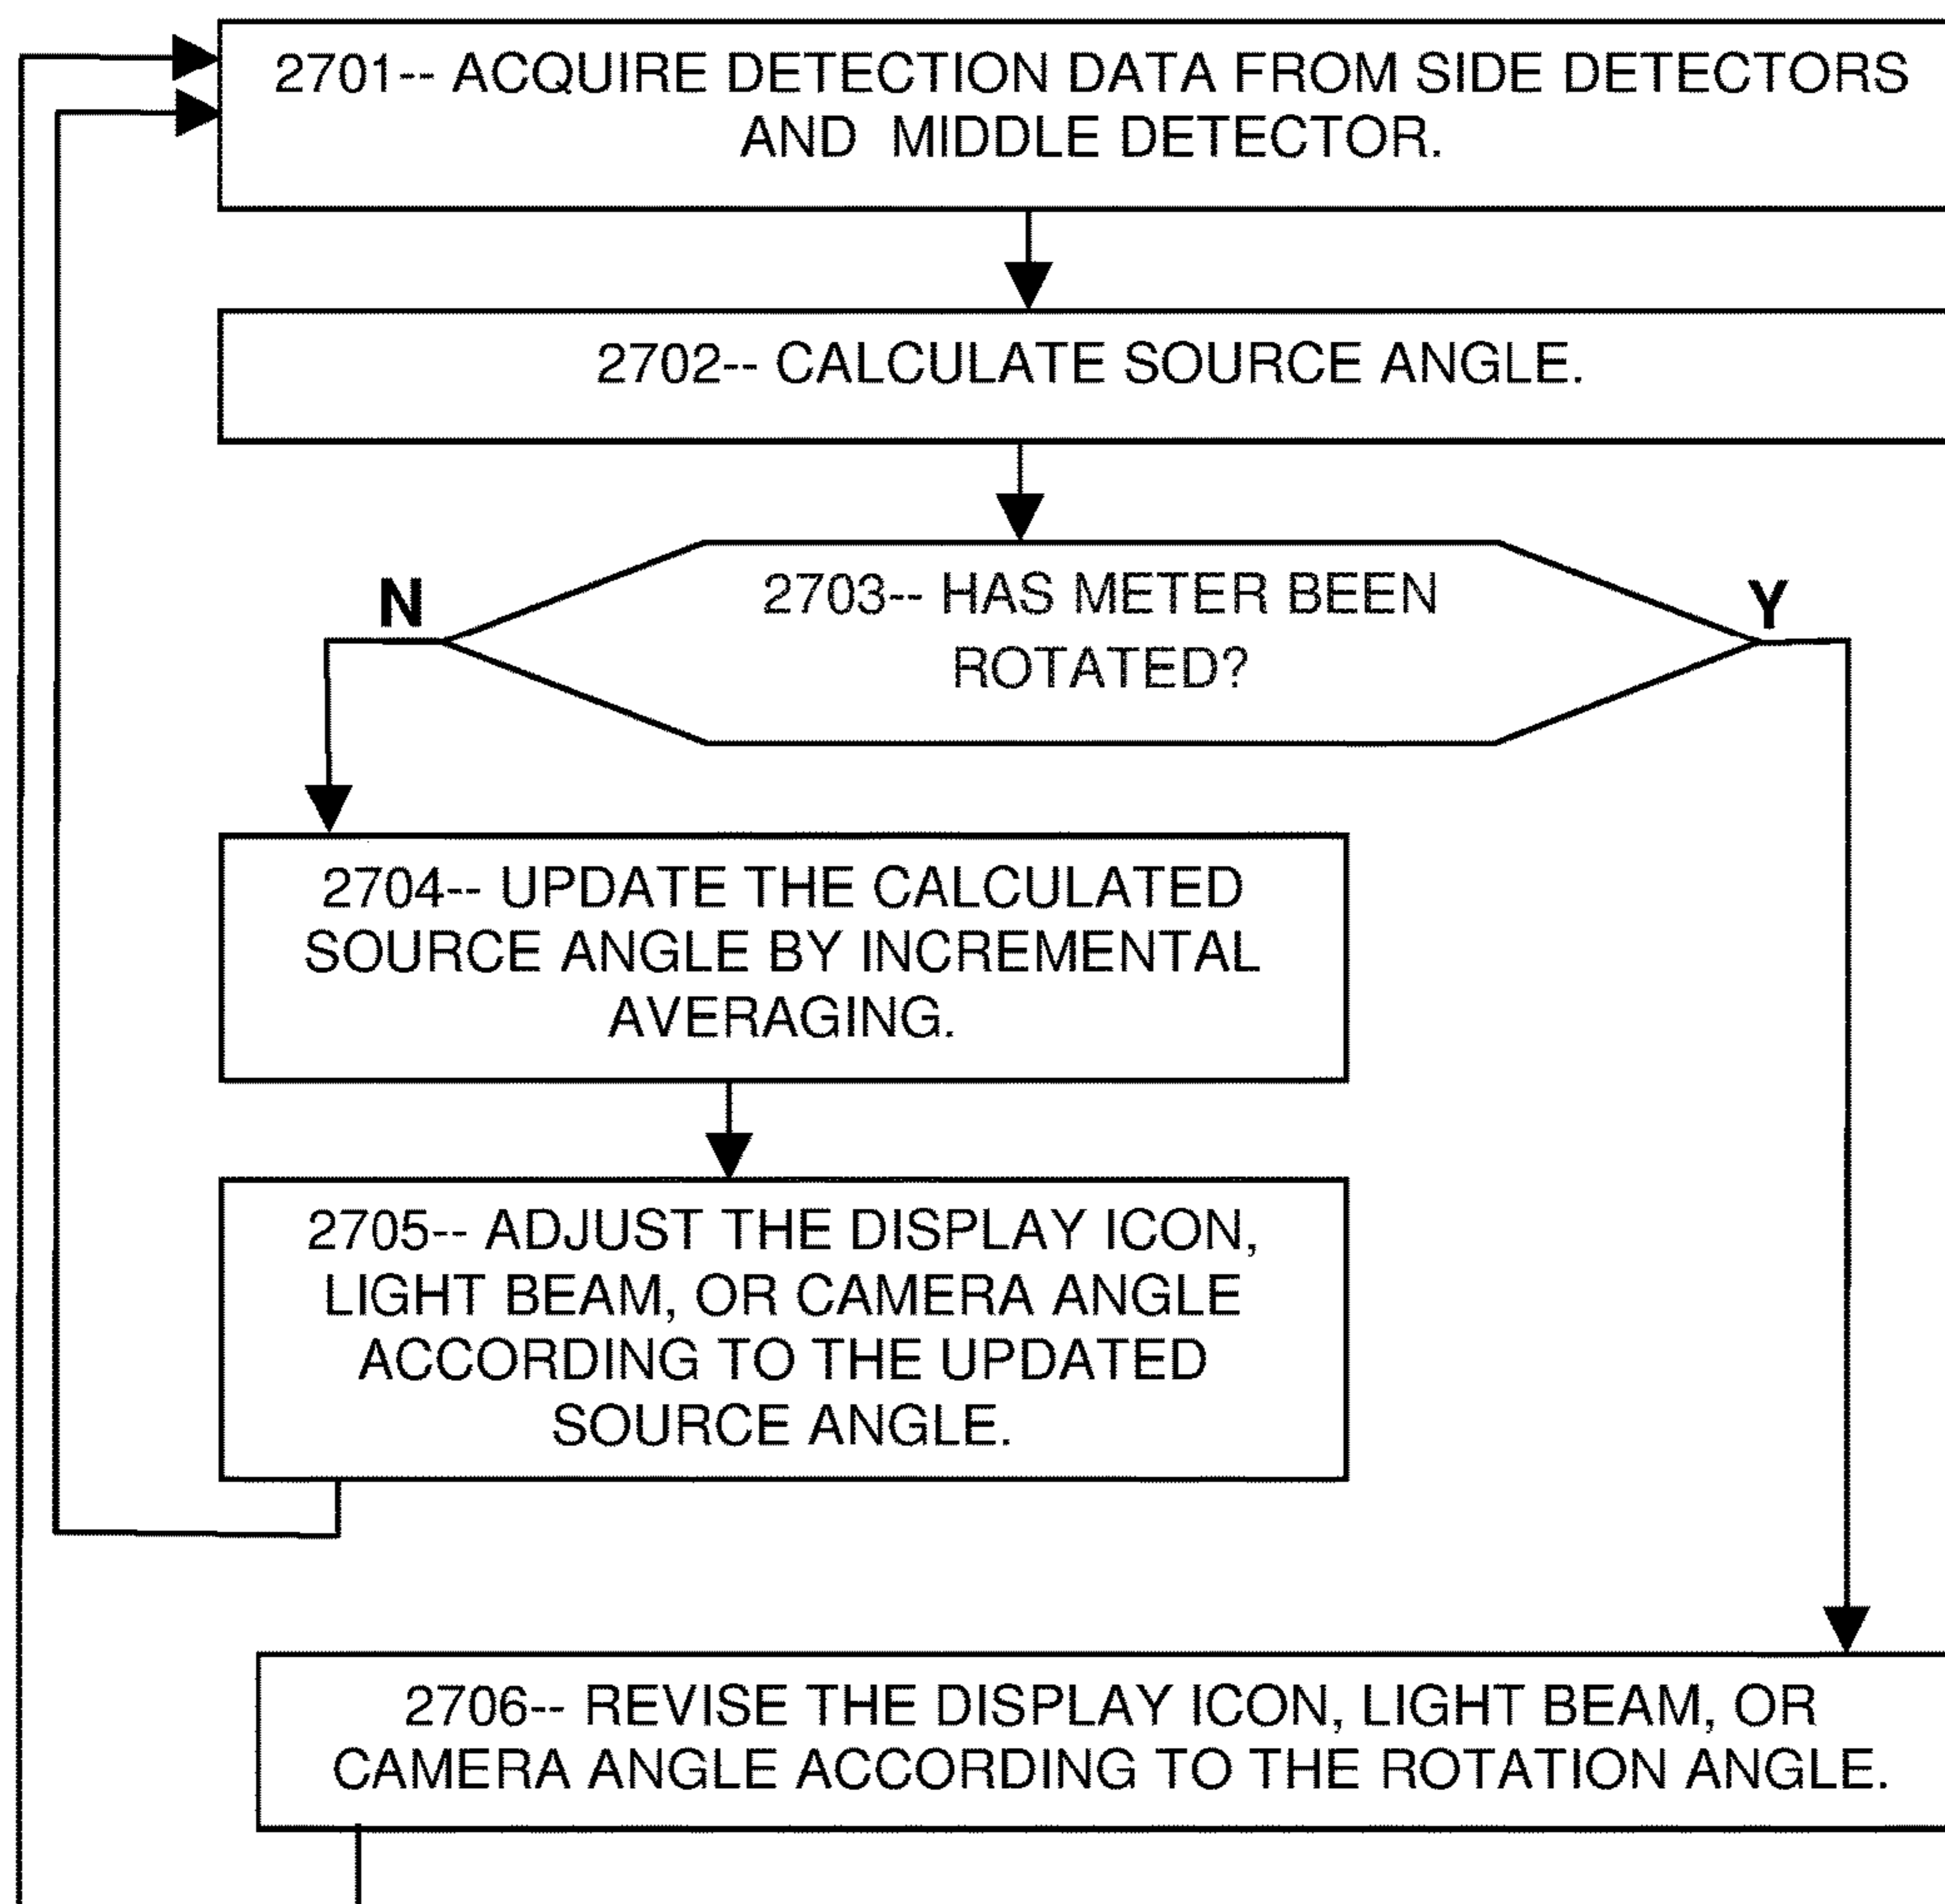 2701-- ACQUIRE DETECTION DATA FROM SIDE DETECTORS
AND MIDDLE DETECTOR.
2702-- CALCULATE SOURCE ANGLE.
N
2703-- HAS METER BEEN
Y
ROTATED?
2704-- UPDATE THE CALCULATED
SOURCE ANGLE BY INCREMENTAL
AVERAGING.
2705-- ADJUST THE DISPLAY ICON,
LIGHT BEAM, OR CAMERA ANGLE
ACCORDING TO THE UPDATED
SOURCE ANGLE.
2706-- REVISE THE DISPLAY ICON, LIGHT BEAM, OR
CAMERA ANGLE ACCORDING TO THE ROTATION ANGLE.